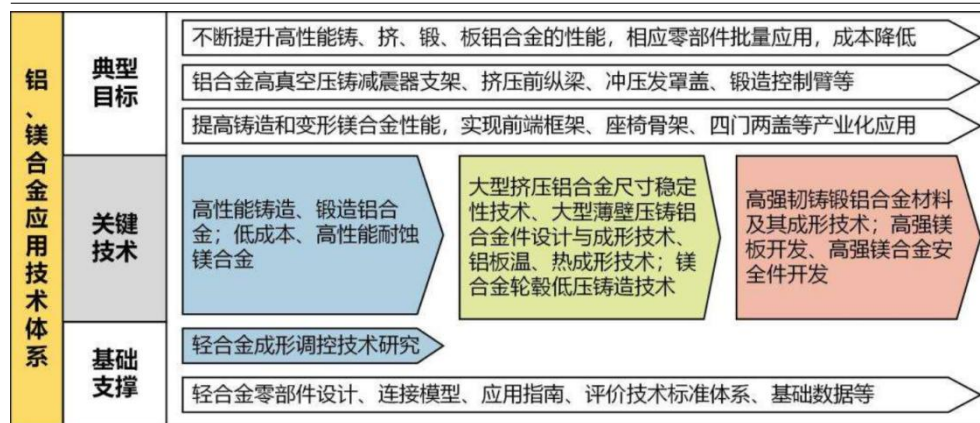 铝、镁合金应用技术体系
典型
目标
不断提升高性能铸、挤、锻、板铝合金的性能，相应零部件批量应用，成本降低
铝合金高真空压铸减震器支架、挤压前纵梁、冲压发罩盖、锻造控制臂等
提高铸造和变形镁合金性能，实现前端框架、座椅骨架、四门两盖等产业化应用
关键
技术
高性能铸造、锻造铝合
金；低成本、高性能耐蚀
镁合金
大型挤压铝合金尺寸稳定
性技术、大型薄壁压铸铝
合金件设计与成形技术、
铝板温、热成形技术；镁
合金轮毂低压铸造技术
高强韧铸锻铝合金材料
及其成形技术；高强镁
板开发、高强镁合金安
全件开发
基础
支撑
轻合金成形调控技术研究
轻合金零部件设计、连接模型、应用指南、评价技术标准体系、基础数据等